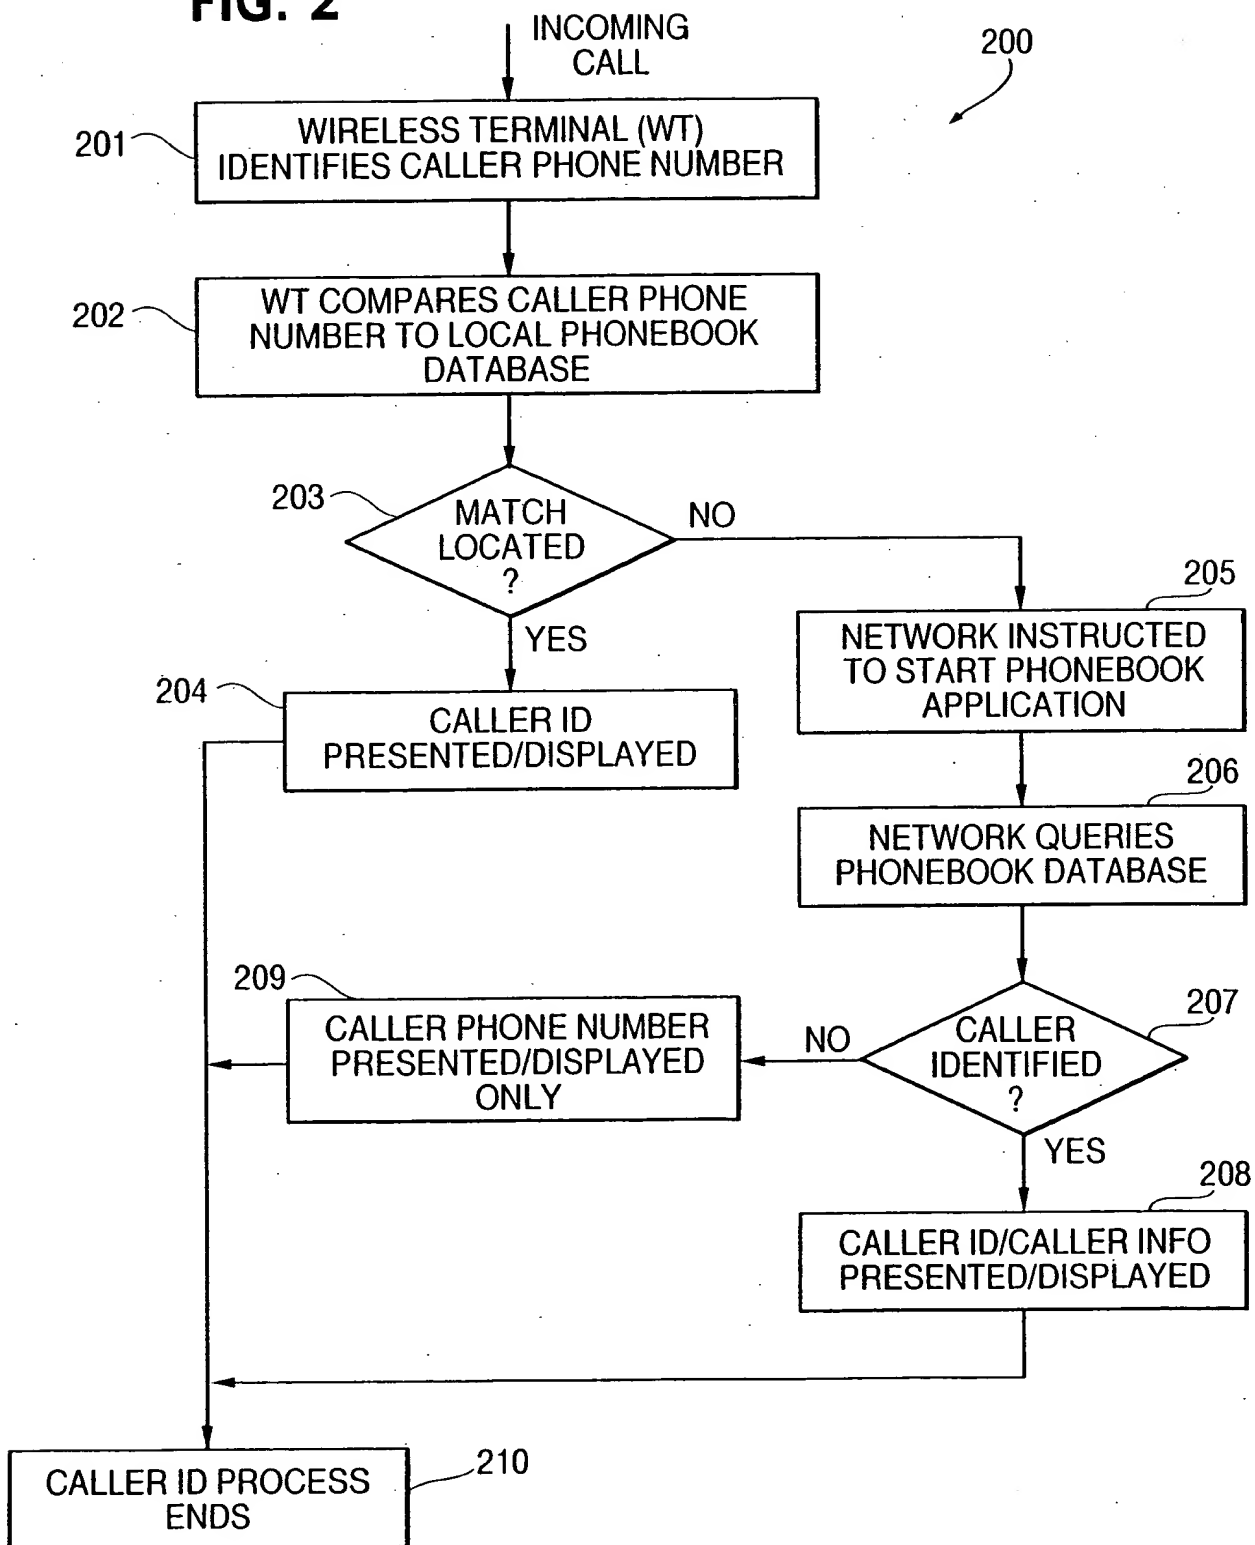 FIG. 2
INCOMING
CALL
200
201
WIRELESS TERMINAL (WT)
IDENTIFIES CALLER PHONE NUMBER
202
WT COMPARES CALLER PHONE
NUMBER TO LOCAL PHONEBOOK
DATABASE
203
MATCH
LOCATED
?
NO
YES
204
CALLER ID
PRESENTED/DISPLAYED
205
NETWORK INSTRUCTED
TO START PHONEBOOK
APPLICATION
206
NETWORK QUERIES
PHONEBOOK DATABASE
207
CALLER
IDENTIFIED
?
NO
YES
209
CALLER PHONE NUMBER
PRESENTED/DISPLAYED
ONLY
208
CALLER ID/CALLER INFO
PRESENTED/DISPLAYED
210
CALLER ID PROCESS
ENDS